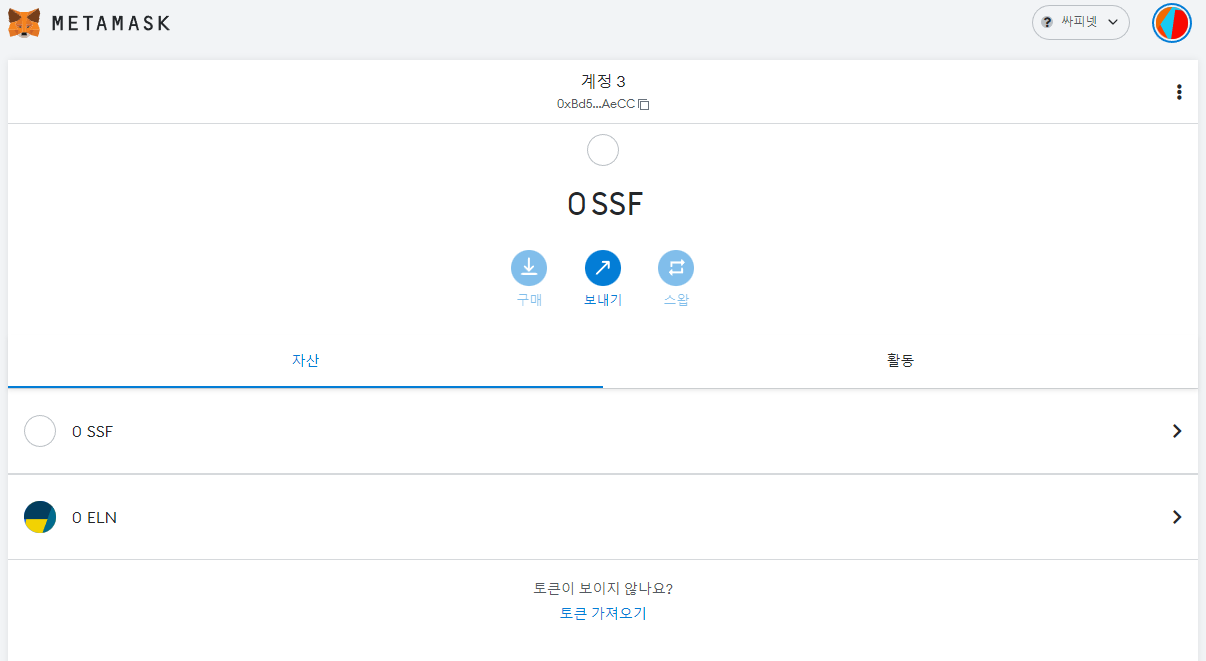 METAMASK
? 싸피넷
계정 3
0xBd5...AeCC
0 SSF
구매 보내기 스왑
자산 활동
0 SSF
0 ELN
토큰이 보이지 않나요?
토큰 가져오기